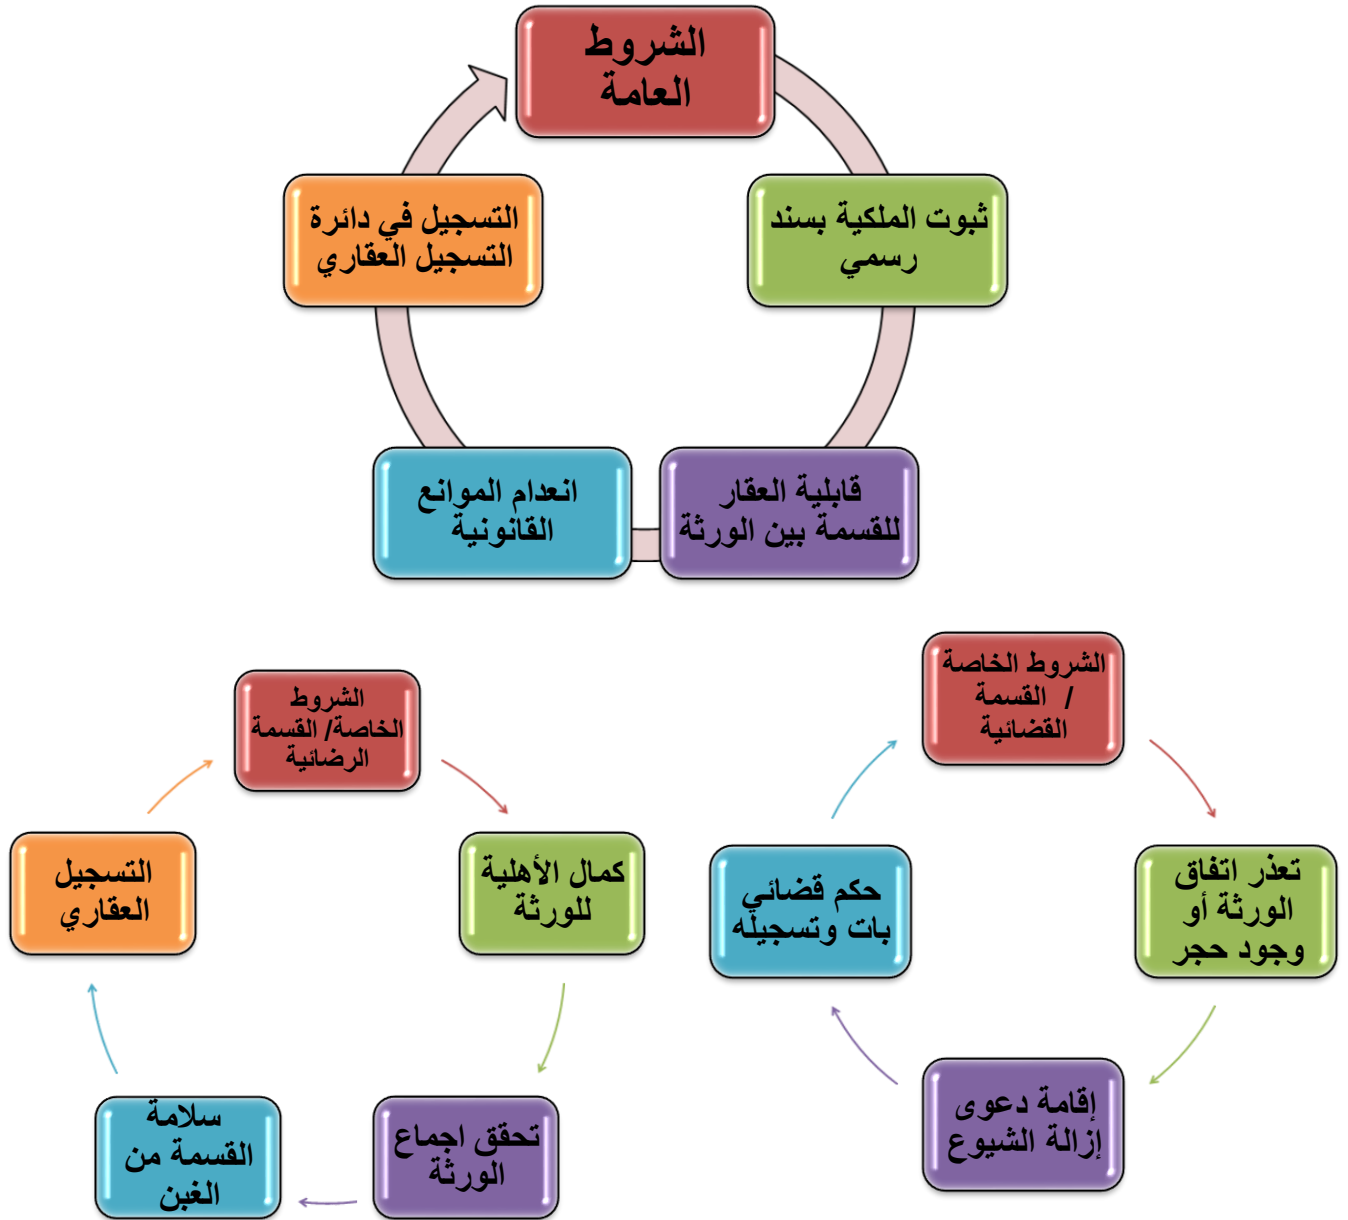 الشروط
العامة
ثبوت الملكية بسند
رسمي
قابلية العقار
للقسمة بين الورثة
انعدام الموانع
القانونية
التسجيل في دائرة
التسجيل العقاري
الشروط الخاصة
/ القسمة
القضائية
تعذر اتفاق
الورثة أو
وجود حجر
إقامة دعوى
إزالة الشيوع
حكم قضائي
بات وتسجيله
الشروط
الخاصة/ القسمة
الرضائية
كمال الأهلية
للورثة
تحقق اجماع
الورثة
سلامة
القسمة من
الغبن
التسجيل
العقاري